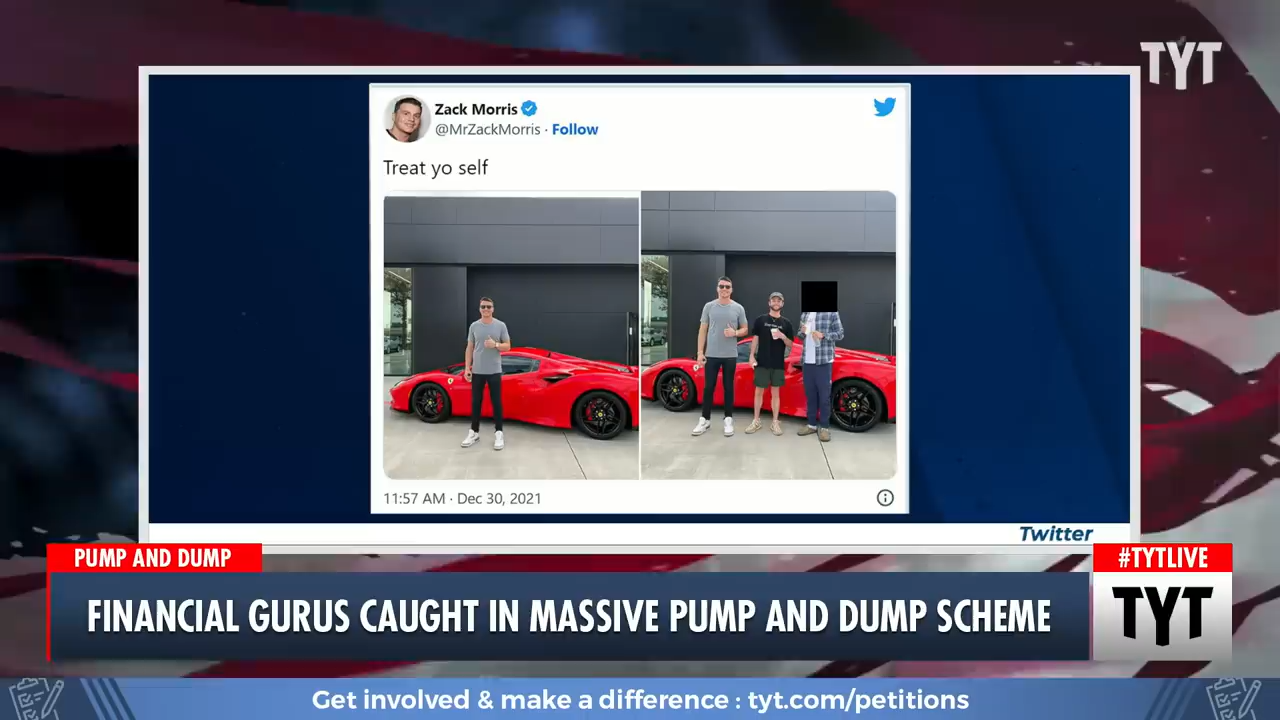 TYT
Zack Morris
@MrZackMorris · Follow
Treat yo self
11:57 AM · Dec 30, 2021
Twitter
PUMP AND DUMP
#TYTLIVE
FINANCIAL GURUS CAUGHT IN MASSIVE PUMP AND DUMP SCHEME
TYT
Get involved & make a difference : tyt.com/petitions